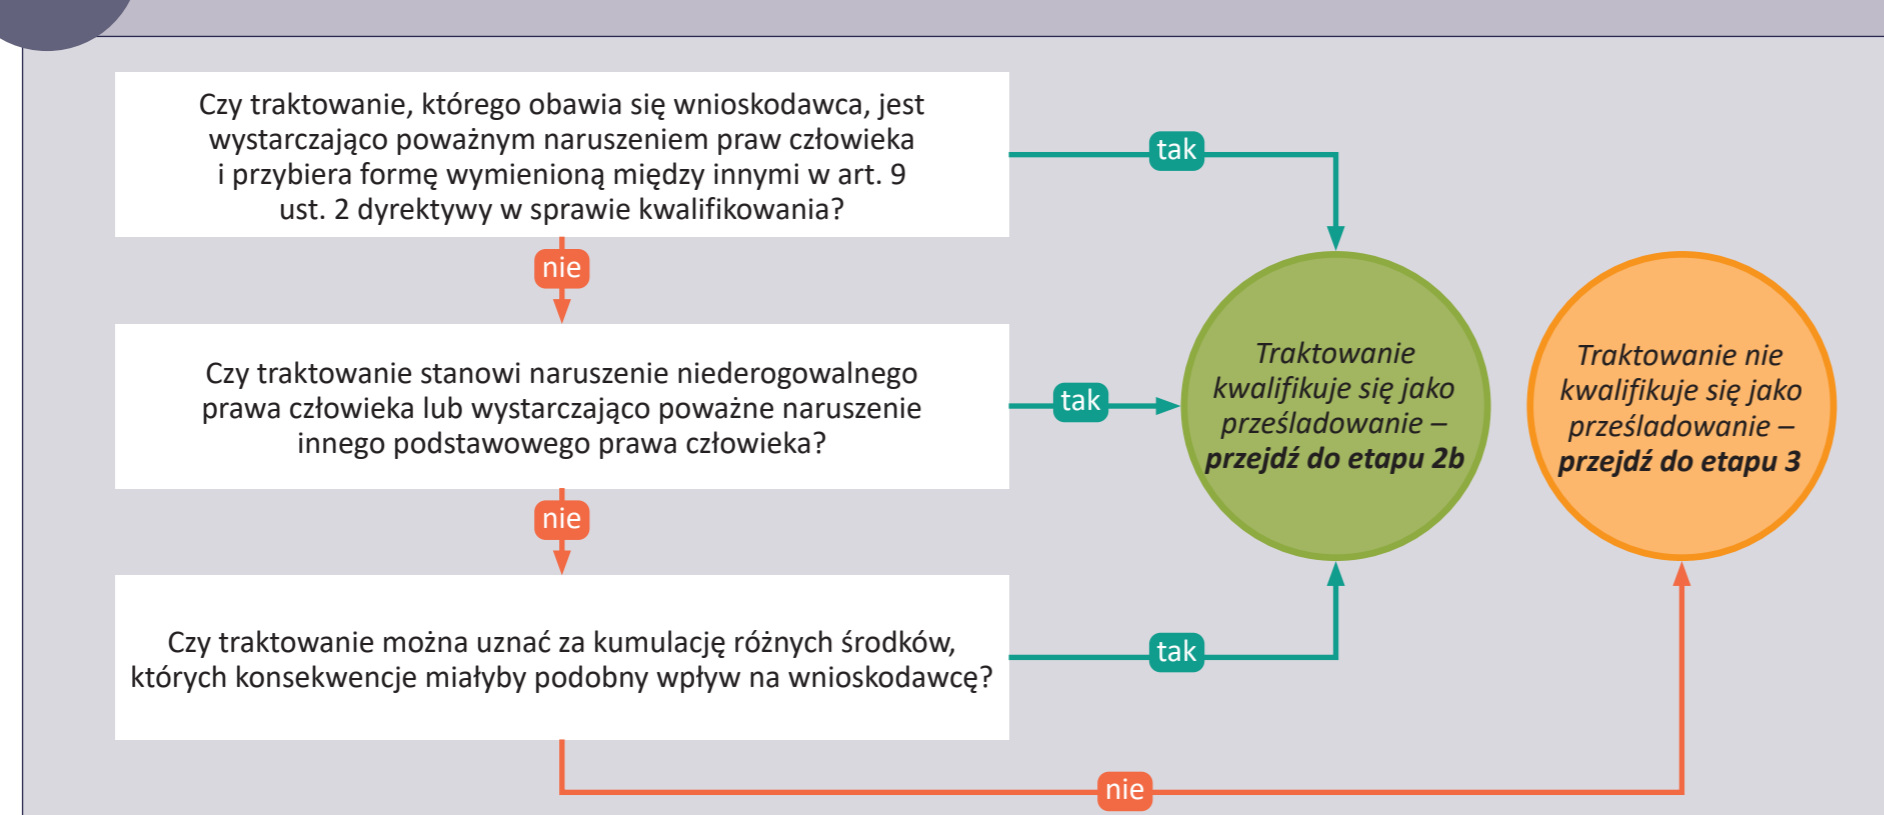 Czy traktowanie, którego obawia się wnioskodawca, jest
wystarczająco poważnym naruszeniem praw człowieka
i przybiera formę wymienioną między innymi w art. 9
ust. 2 dyrektywy w sprawie kwalifikowania?
tak
nie
Czy traktowanie stanowi naruszenie niederogowalnego
prawa człowieka lub wystarczająco poważne naruszenie
innego podstawowego prawa człowieka?
tak
nie
Czy traktowanie można uznać za kumulację różnych środków,
których konsekwencje miałyby podobny wpływ na wnioskodawcę?
tak
nie
Traktowanie
kwalifikuje się jako
prześladowanie –
przejdź do etapu 2b
Traktowanie nie
kwalifikuje się jako
prześladowanie –
przejdź do etapu 3